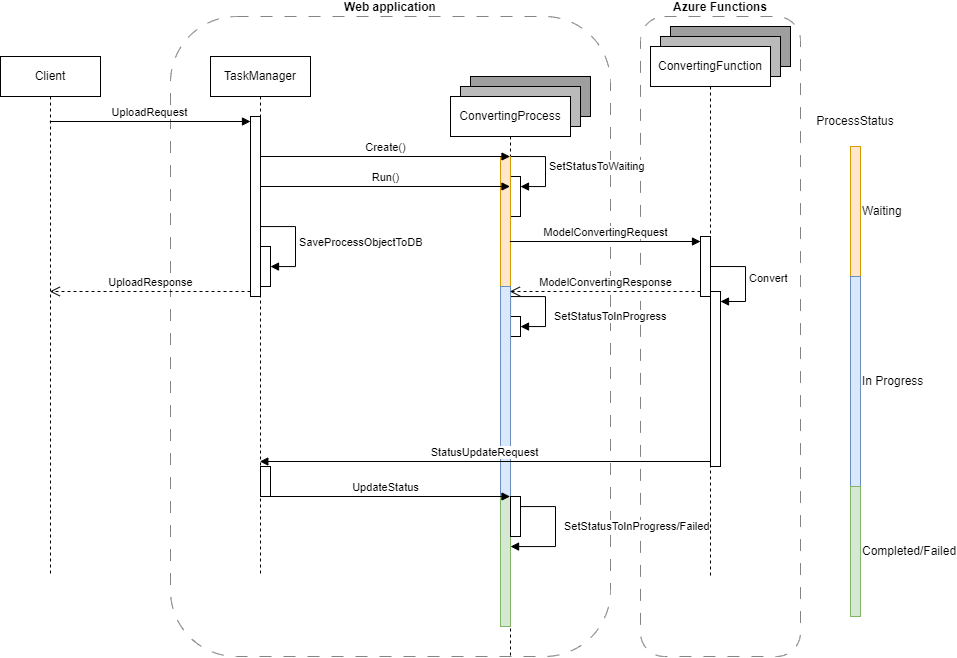 Web application
Azure Functions
Client
TaskManager
ConvertingProcess
ConvertingFunction
ProcessStatus
UploadRequest
Create()
SetStatusToWaiting
Run()
Waiting
ModelConvertingRequest
SaveProcessObjectToDB
UploadResponse
ModelConvertingResponse
Convert
SetStatusToInProgress
In Progress
StatusUpdateRequest
UpdateStatus
SetStatusToInProgress/Failed
Completed/Failed